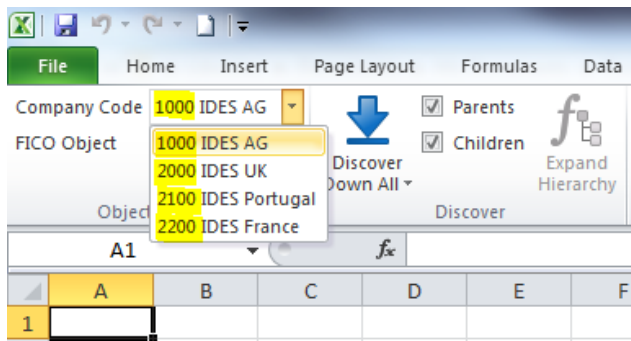 File Home Insert Page Layout Formulas Data
Company Code 1000 IDES AG Parents
FICO Object 1000 IDES AG Children
2000 IDES UK Discover Expand
2100 IDES Portugal Down All Hierarchy
Object Discover
2200 IDES France
A1 fx
A B C D E F
1